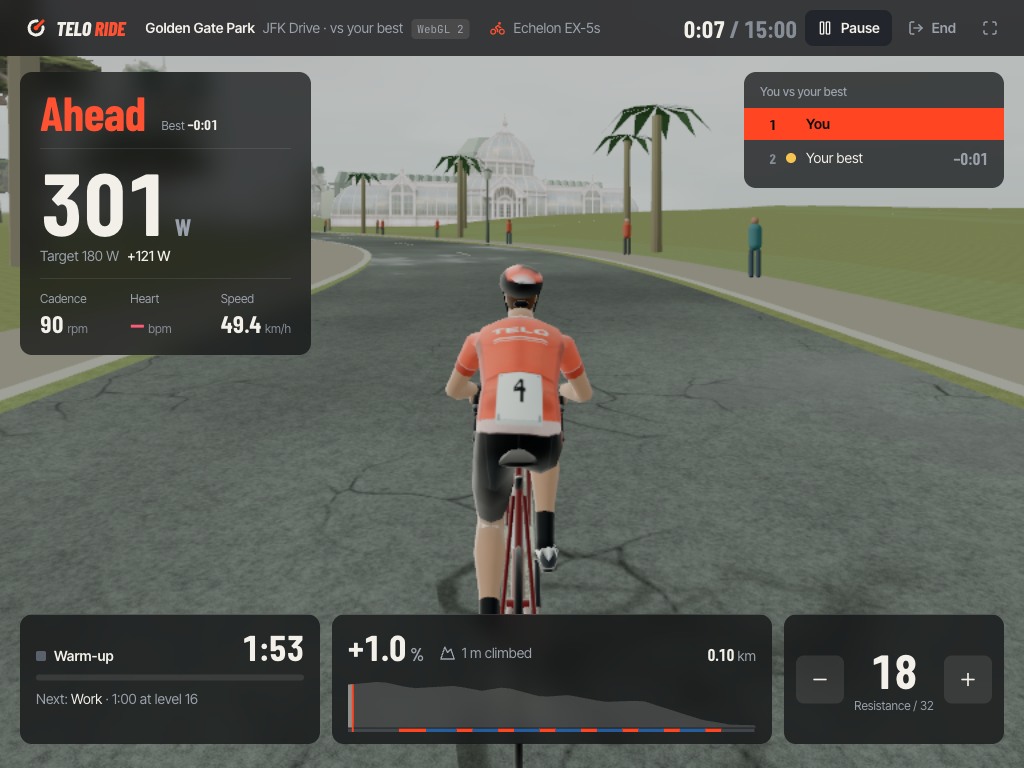 TELO RIDE Golden Gate Park JFK Drive · vs your best WebGL 2 Echelon EX-5s 0:07 / 15:00 Pause End
Ahead Best –0:01
301 W
Target 180 W +121 W
Cadence Heart Speed
90 rpm – bpm 49.4 km/h
You vs your best
1 You
2 Your best –0:01
TELO
4
Warm-up 1:53
Next: Work · 1:00 at level 16
+1.0 % 1 m climbed 0.10 km
− 18 +
Resistance / 32